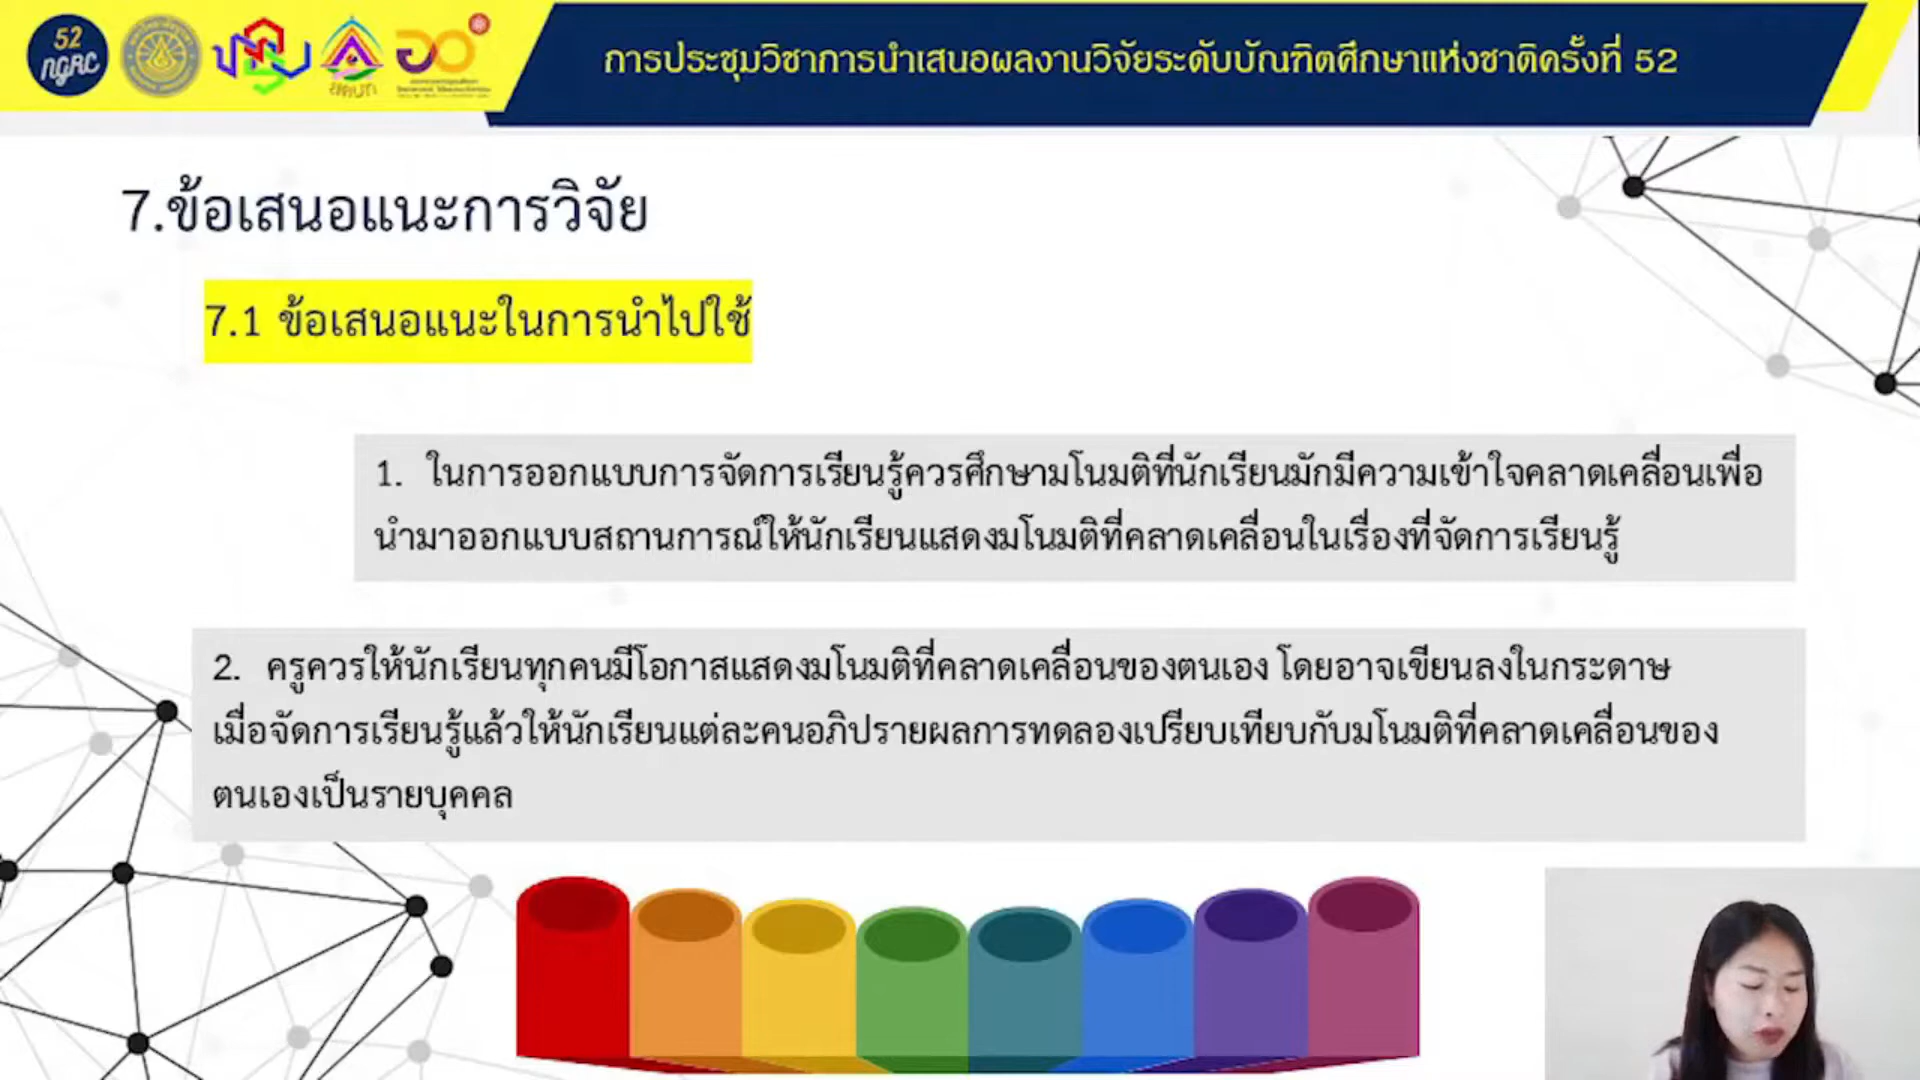 52
ngRC
การประชุมวิชาการนำเสนอผลงานวิจัยระดับบัณฑิตศึกษาแห่งชาติครั้งที่ 52
7.ข้อเสนอแนะการวิจัย
7.1 ข้อเสนอแนะในการนำไปใช้
1. ในการออกแบบการจัดการเรียนรู้ควรศึกษามโนมติที่นักเรียนมักมีความเข้าใจคลาดเคลื่อนเพื่อ
นำมาออกแบบสถานการณ์ให้นักเรียนแสดงมโนมติที่คลาดเคลื่อนในเรื่องที่จัดการเรียนรู้
2. ครูควรให้นักเรียนทุกคนมีโอกาสแสดงมโนมติที่คลาดเคลื่อนของตนเอง โดยอาจเขียนลงในกระดาษ
เมื่อจัดการเรียนรู้แล้วให้นักเรียนแต่ละคนอภิปรายผลการทดลองเปรียบเทียบกับมโนมติที่คลาดเคลื่อนของ
ตนเองเป็นรายบุคคล